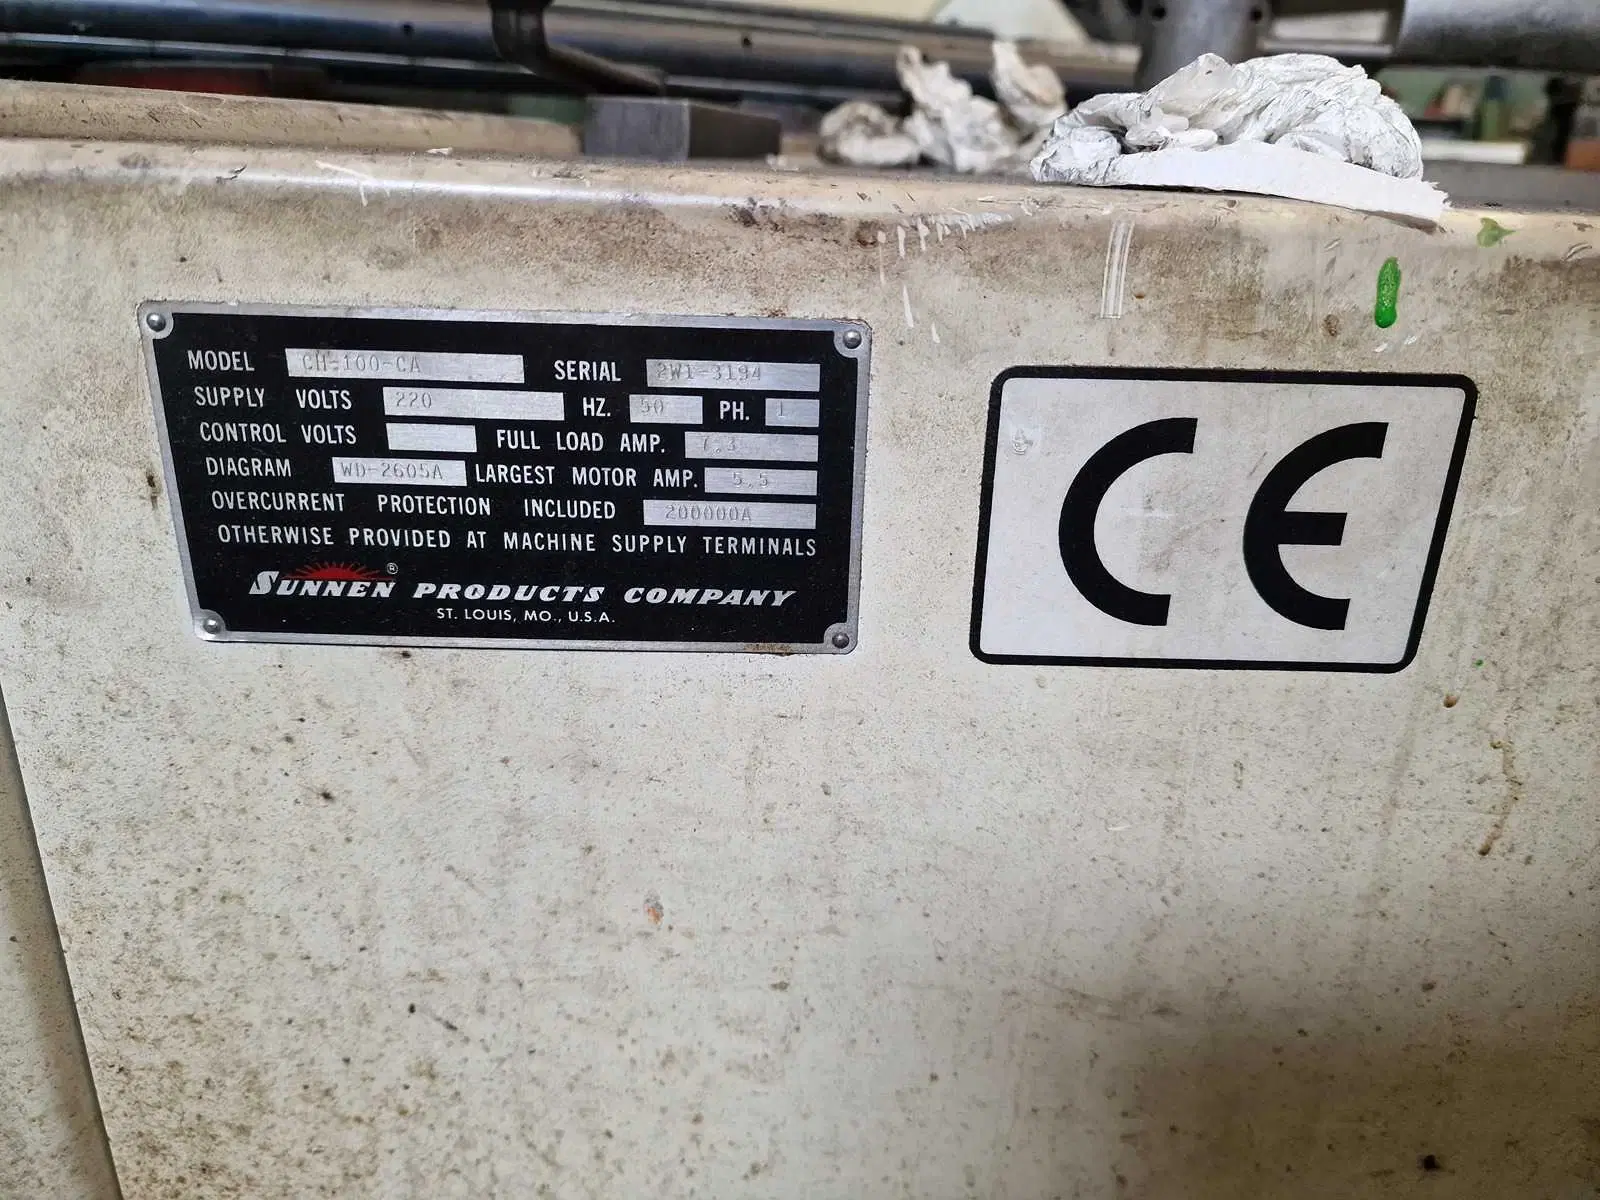 MODEL CH-100-CA SERIAL 2W1-3194
SUPPLY VOLTS 220 HZ. 50 PH. 1
CONTROL VOLTS FULL LOAD AMP. 7.3
DIAGRAM WD-2605A LARGEST MOTOR AMP. 5.5
OVERCURRENT PROTECTION INCLUDED 200000A
OTHERWISE PROVIDED AT MACHINE SUPPLY TERMINALS
SUNNEN ® PRODUCTS COMPANY
ST. LOUIS, MO., U.S.A.
CE